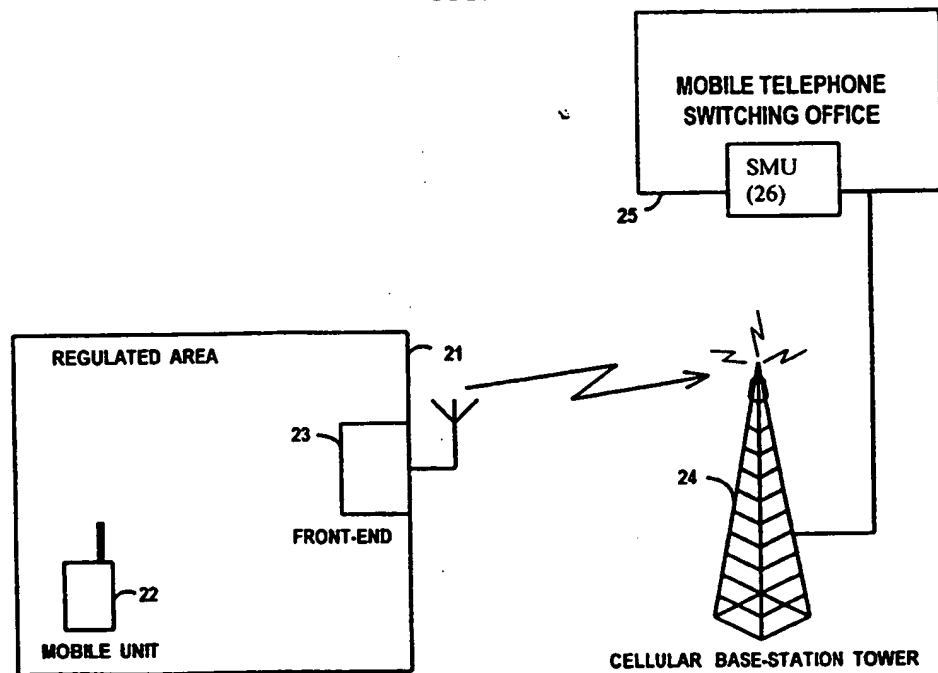 MOBILE TELEPHONE
SWITCHING OFFICE
SMU
(26)
25
REGULATED AREA
21
23
24
FRONT-END
22
MOBILE UNIT
CELLULAR BASE-STATION TOWER